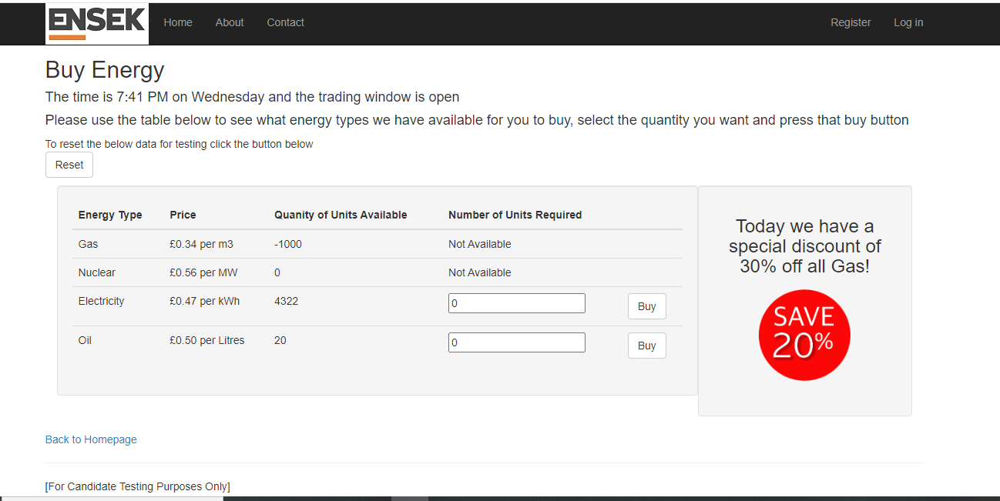 ENSEK Home About Contact Register Log in
Buy Energy
The time is 7:41 PM on Wednesday and the trading window is open
Please use the table below to see what energy types we have available for you to buy, select the quantity you want and press that buy button
To reset the below data for testing click the button below
Reset
Energy Type Price Quanity of Units Available Number of Units Required
Gas £0.34 per m3 -1000 Not Available
Nuclear £0.56 per MW 0 Not Available
Electricity £0.47 per kWh 4322 0 Buy
Oil £0.50 per Litres 20 0 Buy
Today we have a
special discount of
30% off all Gas!
SAVE
20%
Back to Homepage
[For Candidate Testing Purposes Only]